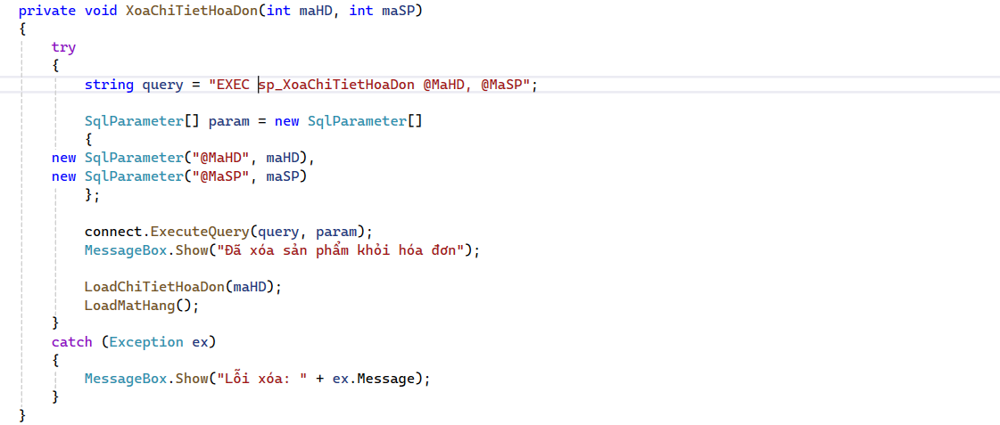 private void XoaChiTietHoaDon(int maHD, int maSP)
{
try
{
string query = "EXEC sp_XoaChiTietHoaDon @MaHD, @MaSP";
SqlParameter[] param = new SqlParameter[]
{
new SqlParameter("@MaHD", maHD),
new SqlParameter("@MaSP", maSP)
};
connect.ExecuteQuery(query, param);
MessageBox.Show("Đã xóa sản phẩm khỏi hóa đơn");
LoadChiTietHoaDon(maHD);
LoadMatHang();
}
catch (Exception ex)
{
MessageBox.Show("Lỗi xóa: " + ex.Message);
}
}